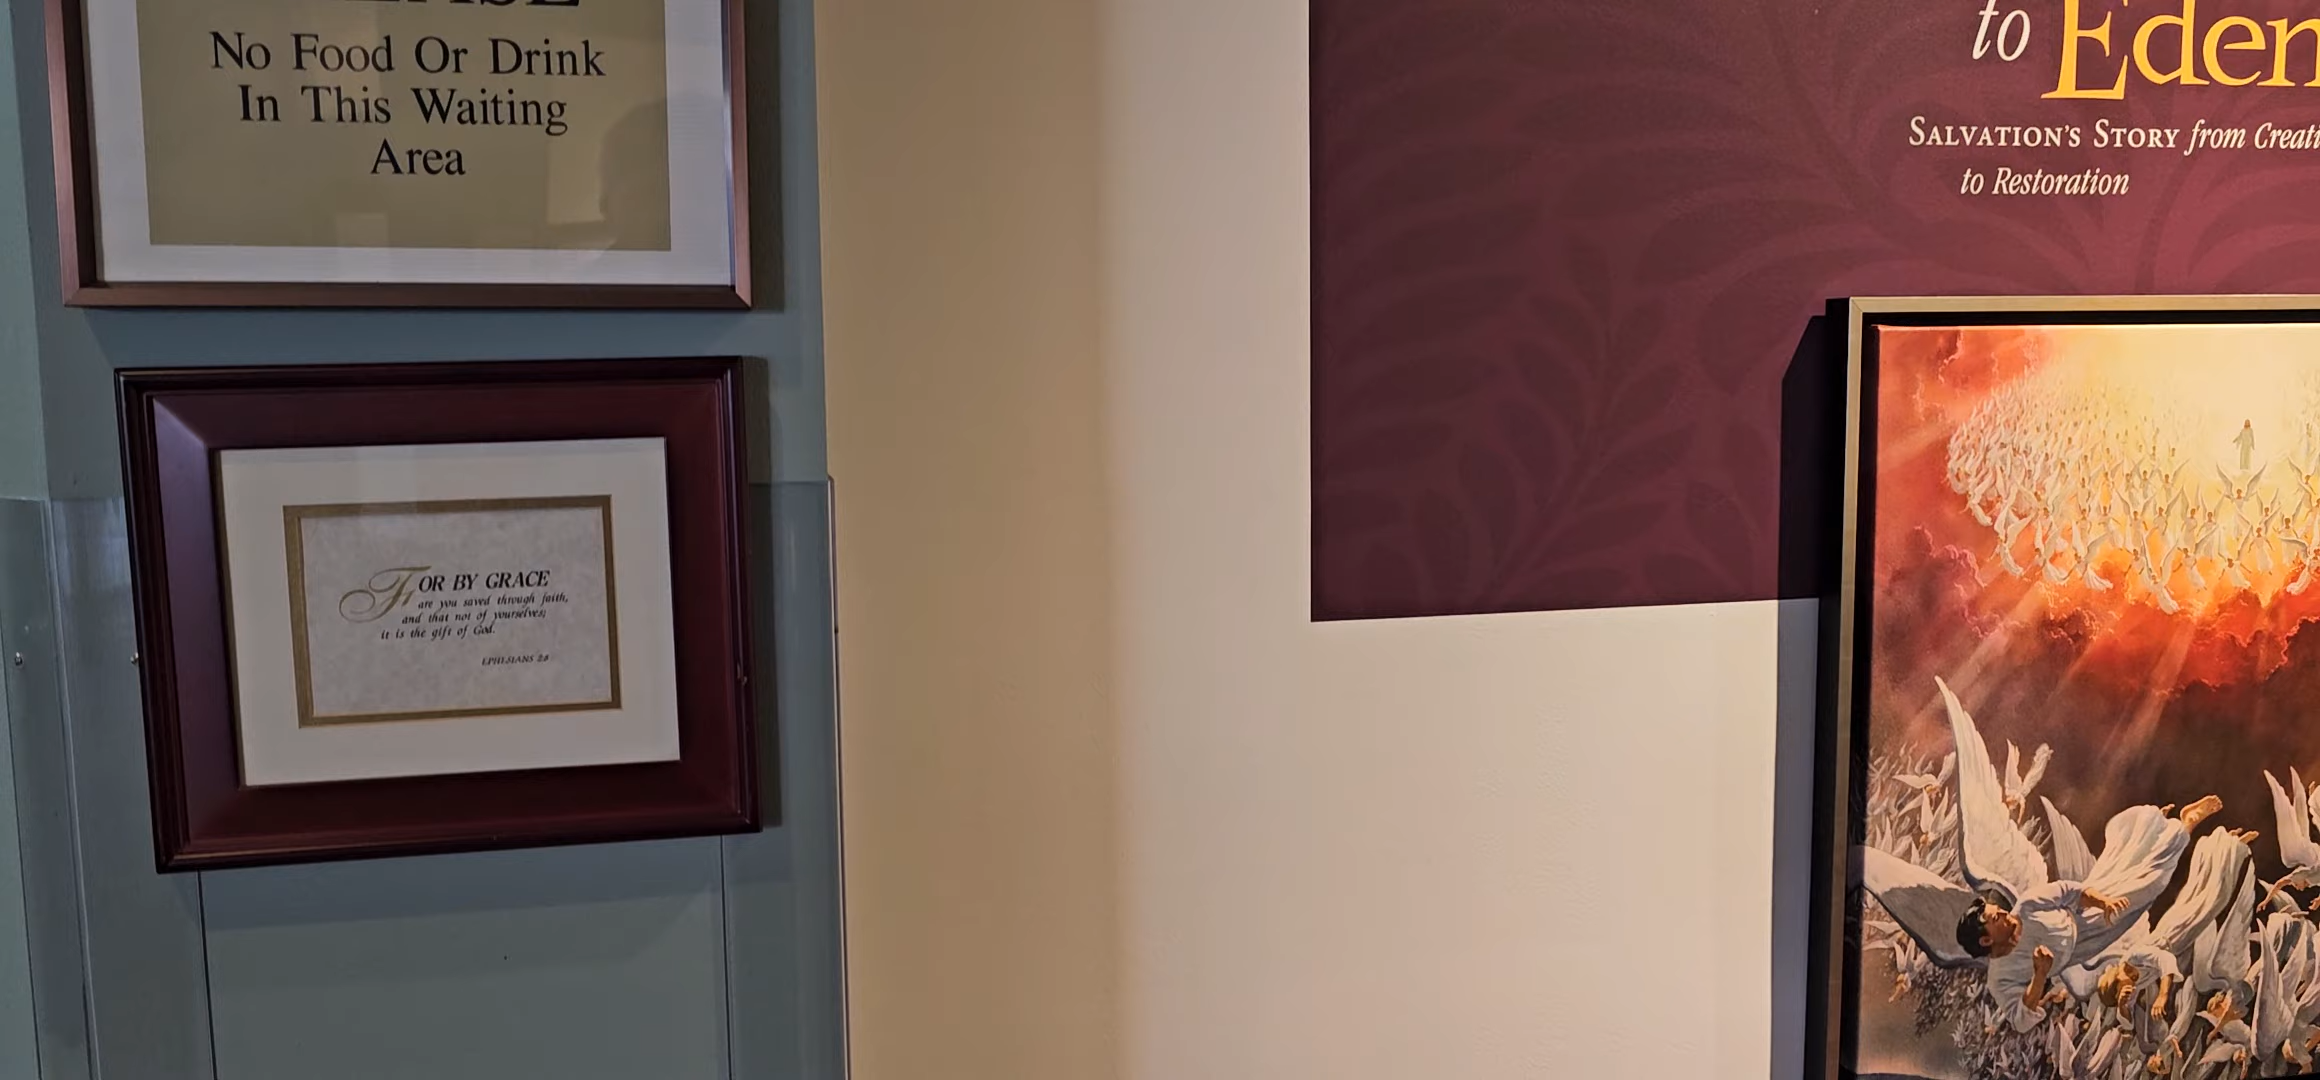 No Food Or Drink
In This Waiting
Area
FOR BY GRACE
are you saved through faith,
and that not of yourselves;
it is the gift of God.
EPHESIANS 2:8
to Eden
SALVATION'S STORY from
to Restoration